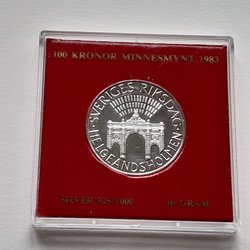 100 KRONOR MINNESMYNT 1983
SVERIGES RIKSDAG
HELGEANDSHOLMEN
SILVER 925/1000 16 GRAM